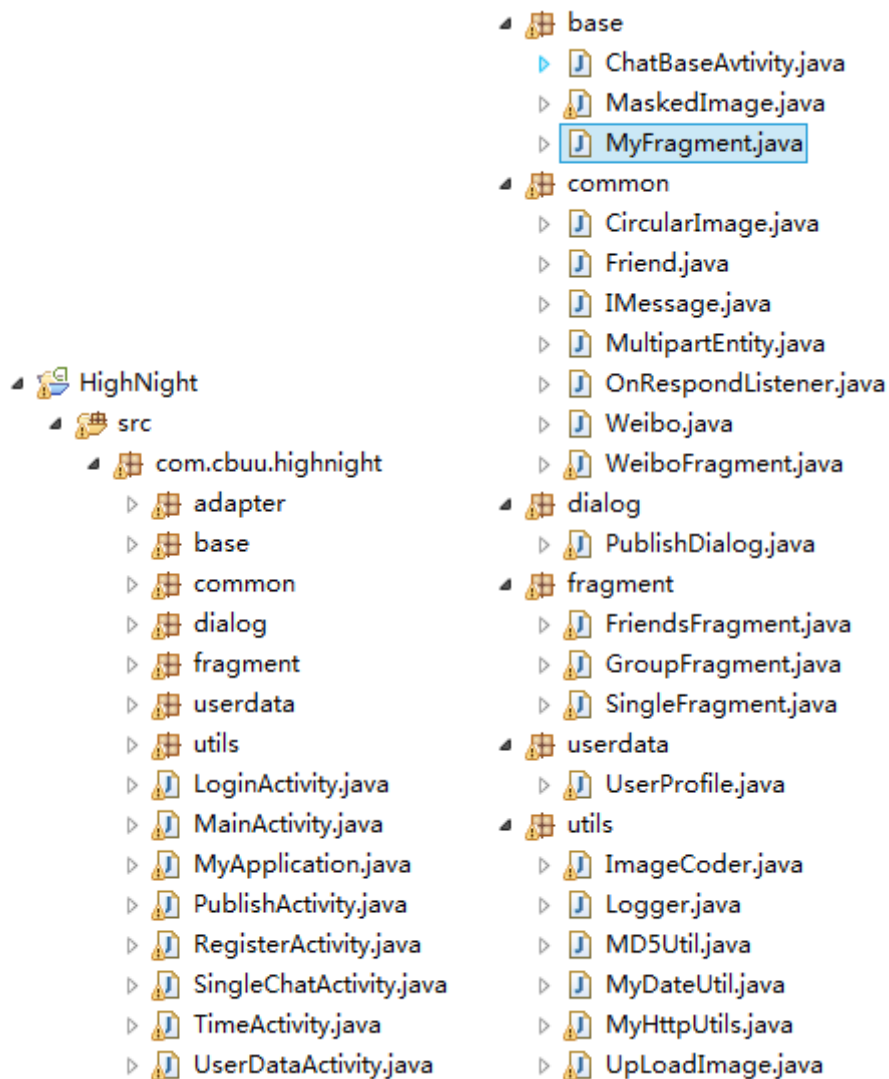 HighNight
src
com.cbuu.highnight
adapter
base
common
dialog
fragment
userdata
utils
LoginActivity.java
MainActivity.java
MyApplication.java
PublishActivity.java
RegisterActivity.java
SingleChatActivity.java
TimeActivity.java
UserDataActivity.java
base
ChatBaseAvtivity.java
MaskedImage.java
MyFragment.java
common
CircularImage.java
Friend.java
IMessage.java
MultipartEntity.java
OnRespondListener.java
Weibo.java
WeiboFragment.java
dialog
PublishDialog.java
fragment
FriendsFragment.java
GroupFragment.java
SingleFragment.java
userdata
UserProfile.java
utils
ImageCoder.java
Logger.java
MD5Util.java
MyDateUtil.java
MyHttpUtils.java
UpLoadImage.java